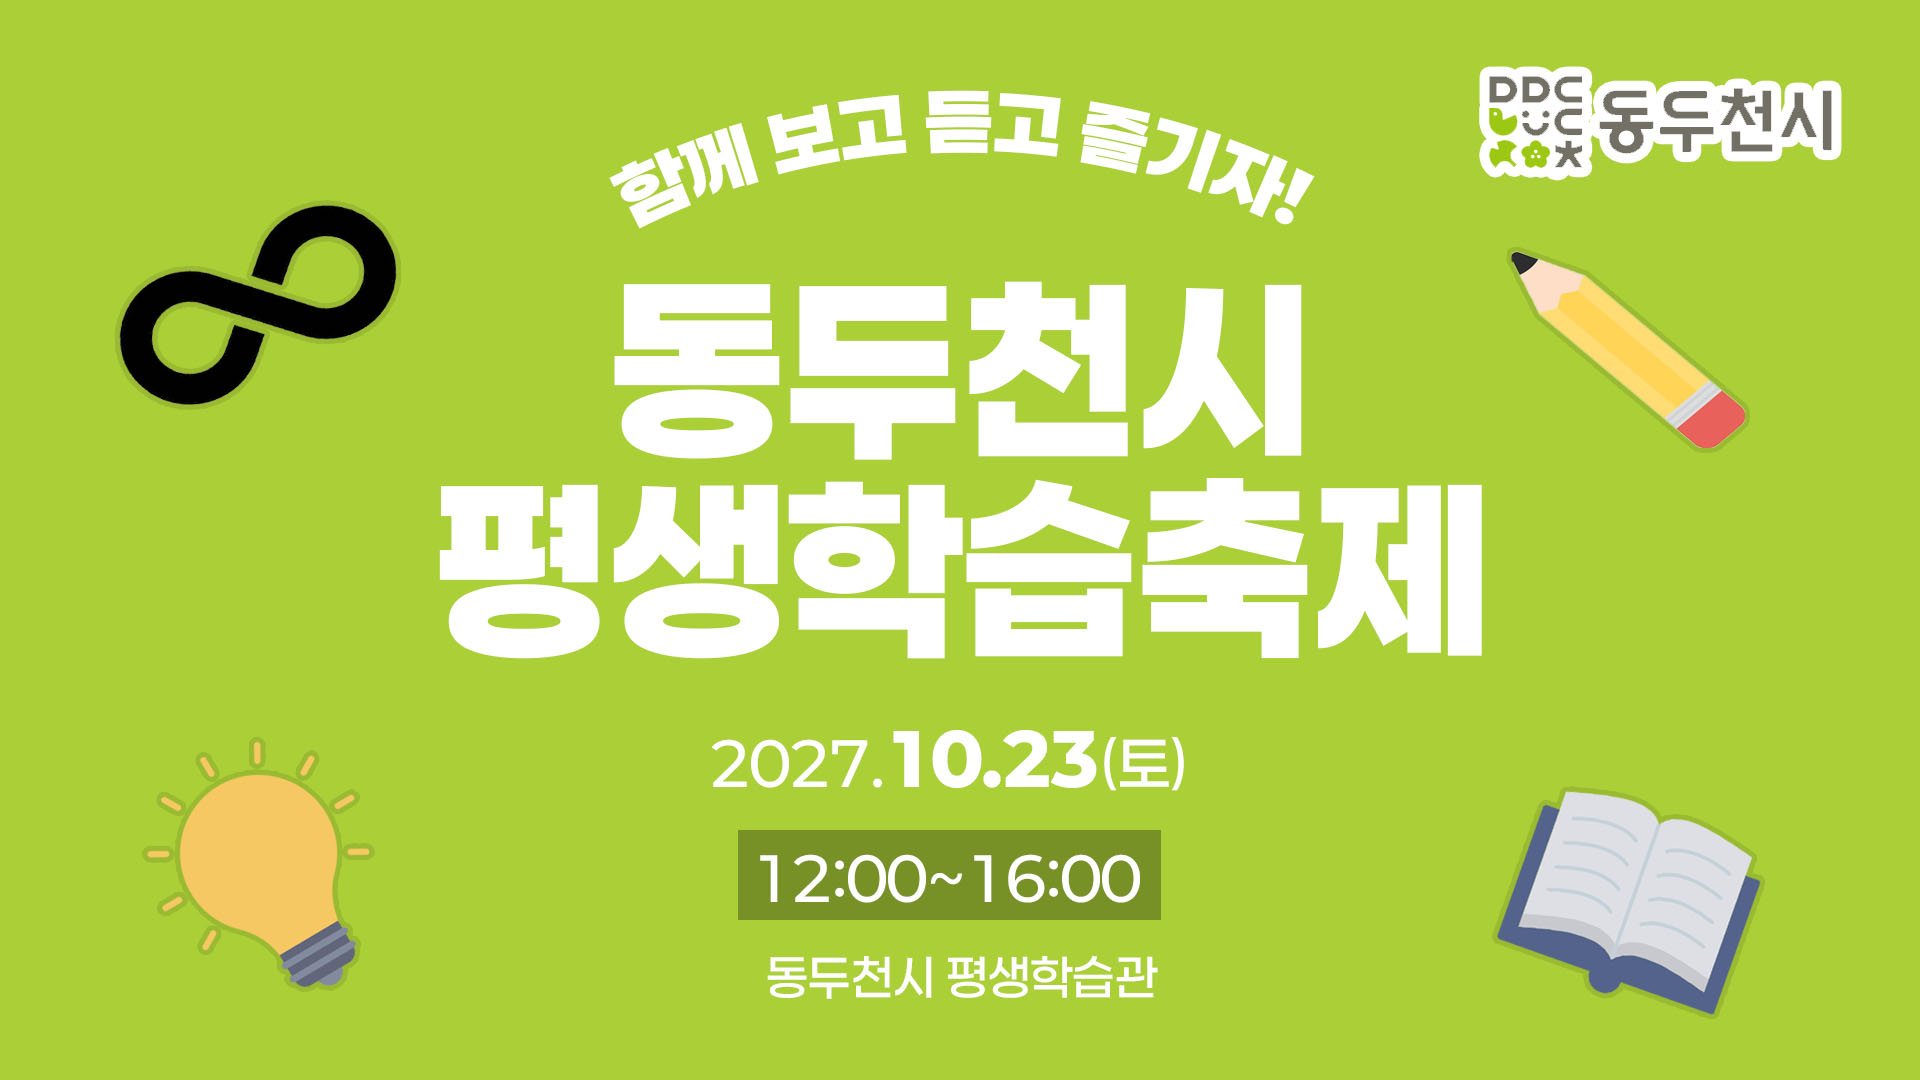 함께 보고 듣고 즐기자!
DDC
동두천시
동두천시
평생학습축제
2027.10.23(토)
12:00~16:00
동두천시 평생학습관